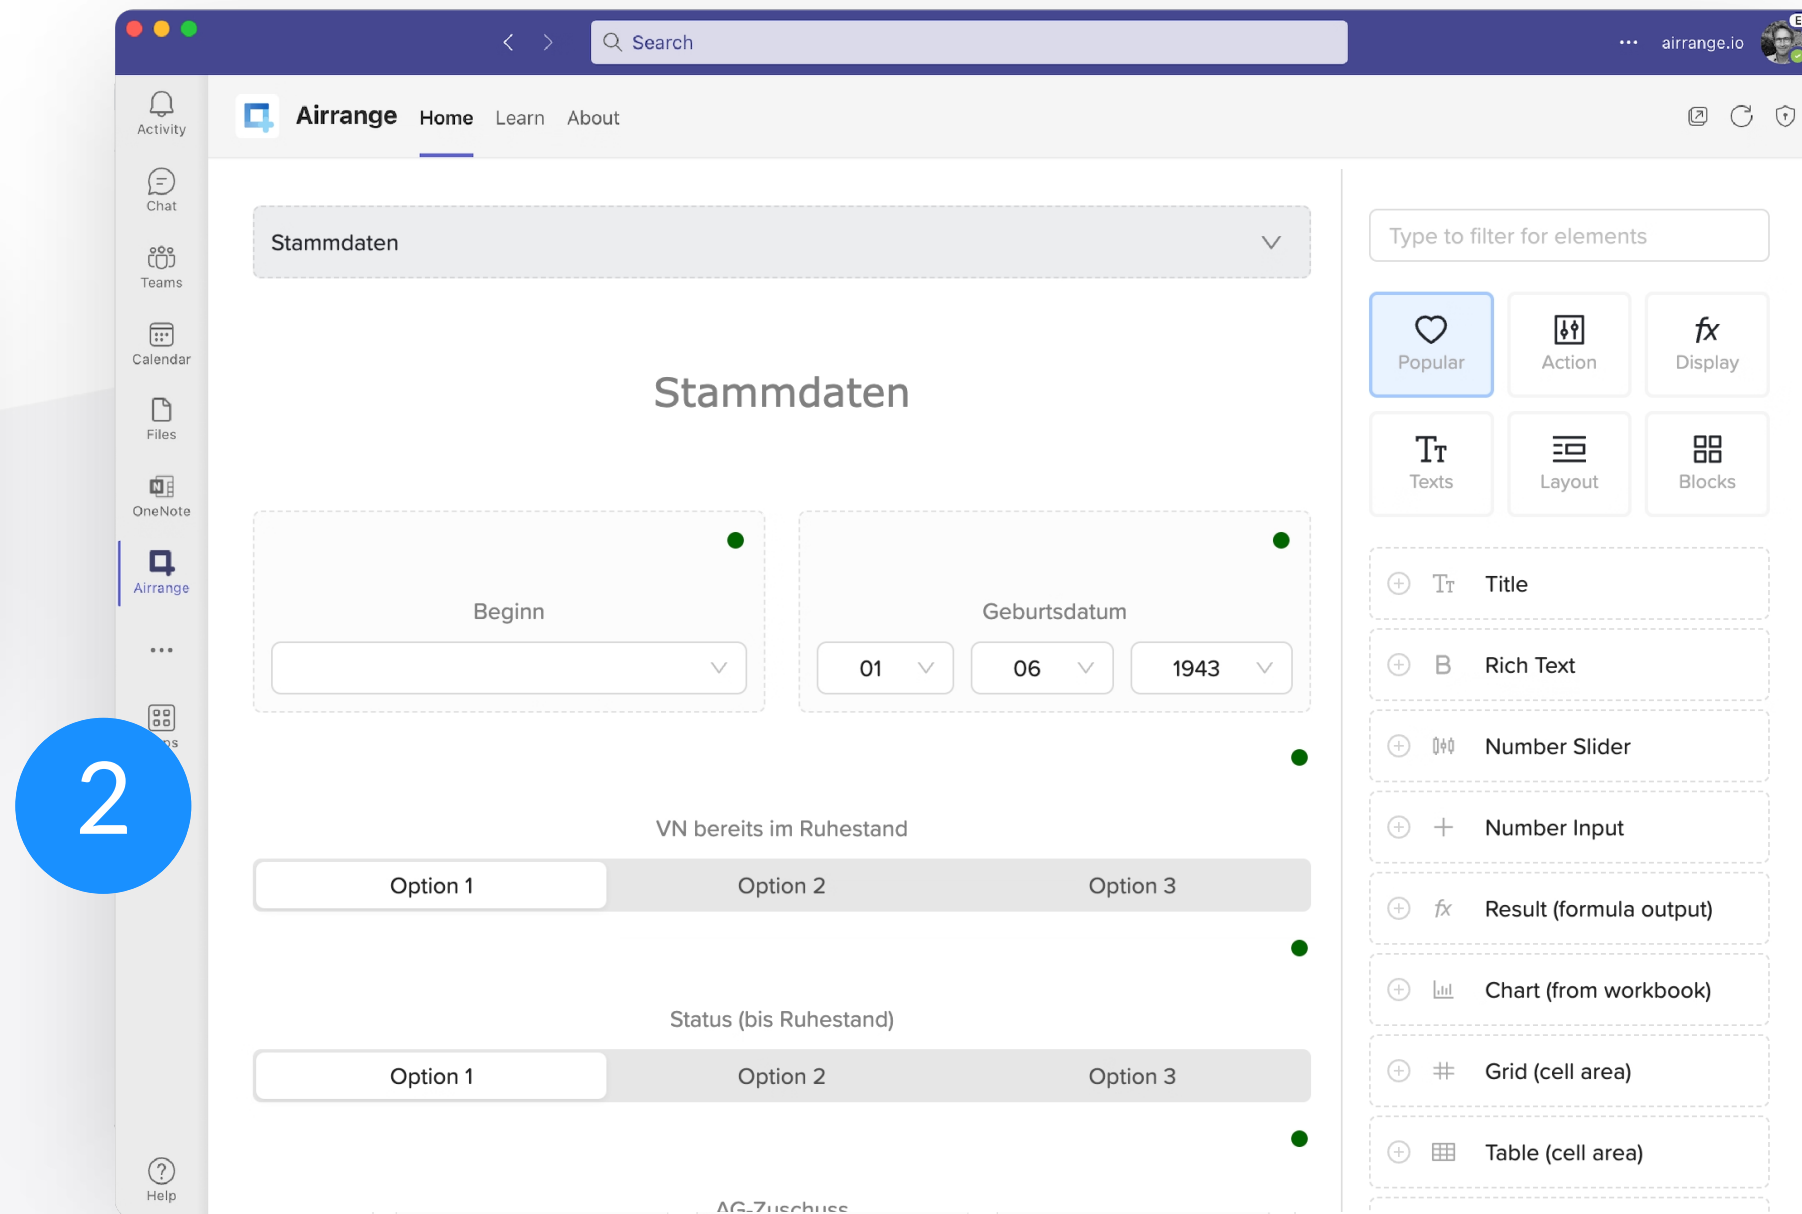 Search
airrange.io
E
Activity
Chat
Teams
Calendar
Files
OneNote
Airrange
Help
2
Airrange
Home
Learn
About
Stammdaten
Stammdaten
Beginn
Geburtsdatum
01
06
1943
VN bereits im Ruhestand
Option 1
Option 2
Option 3
Status (bis Ruhestand)
Option 1
Option 2
Option 3
AG-Zuschuss
Type to filter for elements
Popular
Action
fx
Display
Texts
Layout
Blocks
Title
Rich Text
Number Slider
Number Input
Result (formula output)
Chart (from workbook)
Grid (cell area)
Table (cell area)